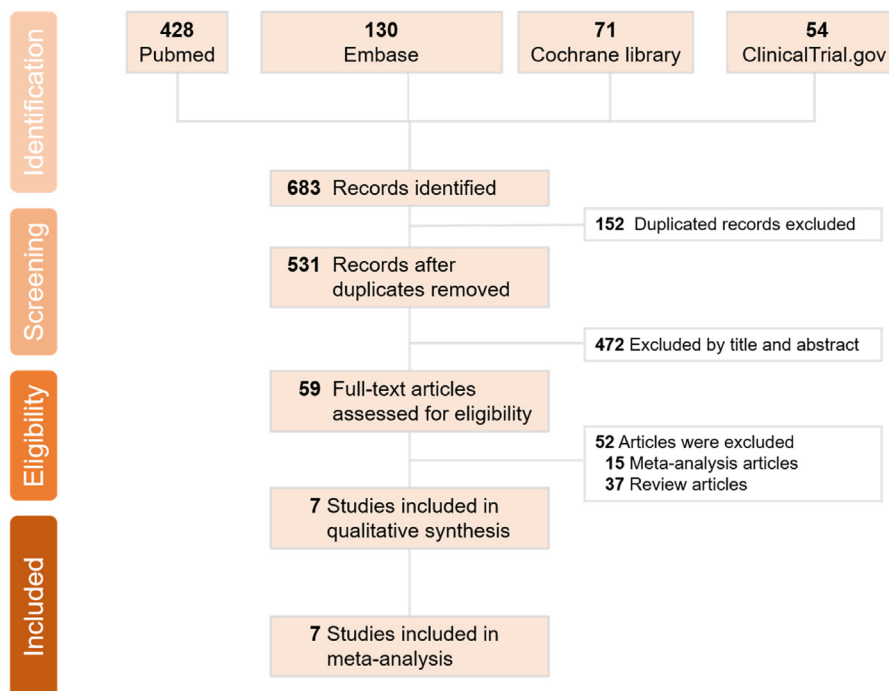 428
Pubmed
130
Embase
71
Cochrane library
54
ClinicalTrial.gov
Identification
683 Records identified
152 Duplicated records excluded
Screening
531 Records after
duplicates removed
472 Excluded by title and abstract
Eligibility
59 Full-text articles
assessed for eligibility
52 Articles were excluded
15 Meta-analysis articles
37 Review articles
7 Studies included in
qualitative synthesis
Included
7 Studies included in
meta-analysis